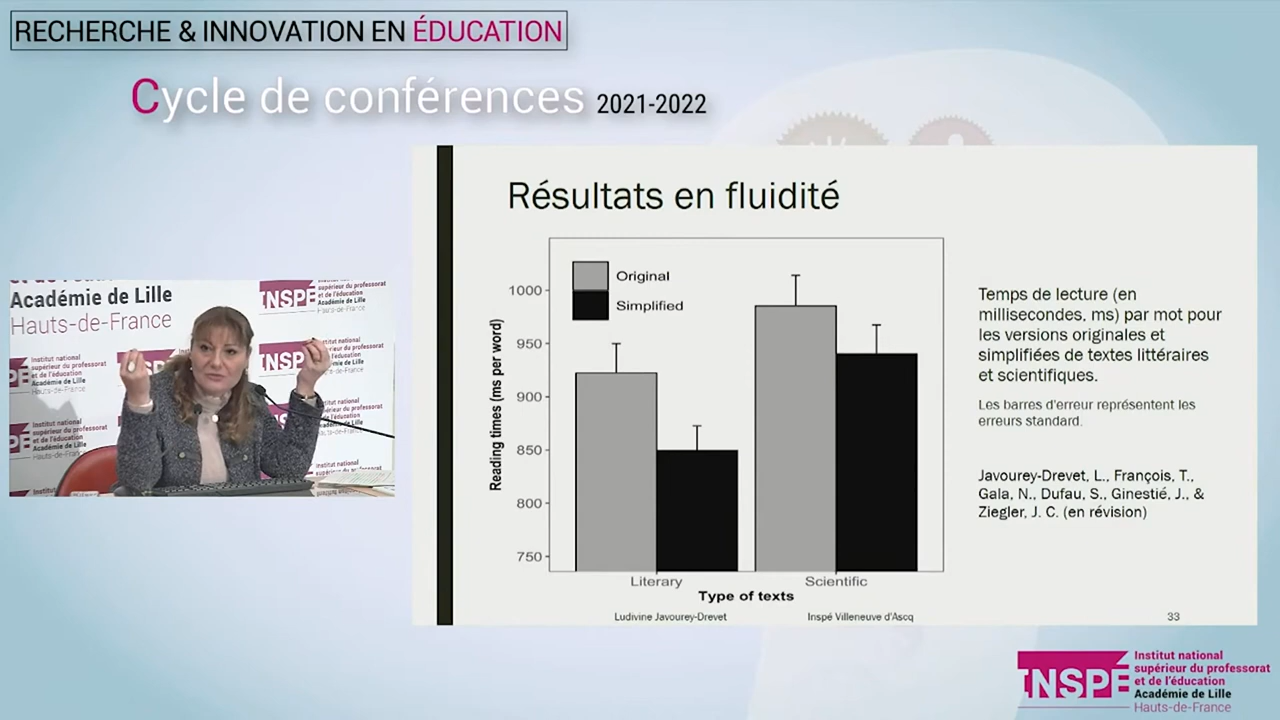 RECHERCHE & INNOVATION EN ÉDUCATION
Cycle de conférences 2021-2022
Résultats en fluidité
Original
Simplified
1000
950
900
850
800
750
Reading times (ms per word)
Literary
Scientific
Type of texts
Temps de lecture (en
millisecondes, ms) par mot pour
les versions originales et
simplifiées de textes littéraires
et scientifiques.
Les barres d'erreur représentent les
erreurs standard.
Javourey-Drevet, L., François, T.,
Gala, N., Dufau, S., Ginestié, J., &
Ziegler, J. C. (en révision)
Ludivine Javourey-Drevet
Inspé Villeneuve d'Ascq
33
Académie de Lille
Hauts-de-France
INSPÉ
Institut national
supérieur du professorat
et de l'éducation
Académie de Lille
Hauts-de-France
INSPÉ
Institut national
supérieur du professorat
et de l'éducation
Académie de Lille
Hauts-de-France